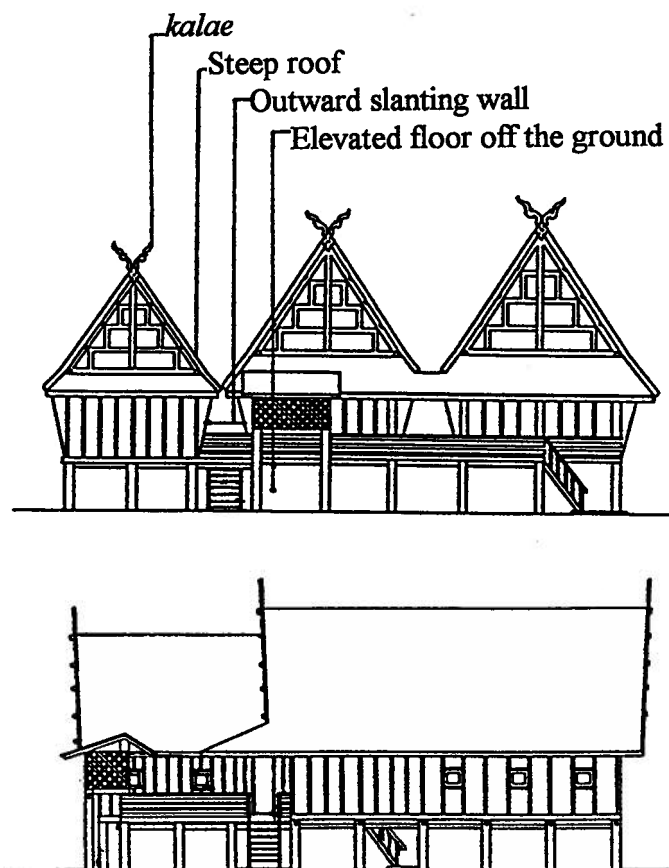 kalae
Steep roof
Outward slanting wall
Elevated floor off the ground